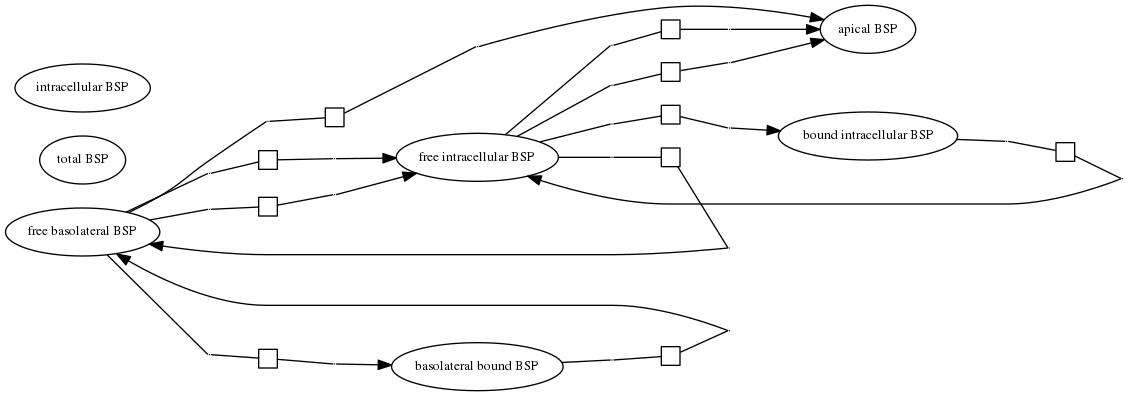 apical BSP
intracellular BSP
bound intracellular BSP
total BSP
free intracellular BSP
free basolateral BSP
basolateral bound BSP